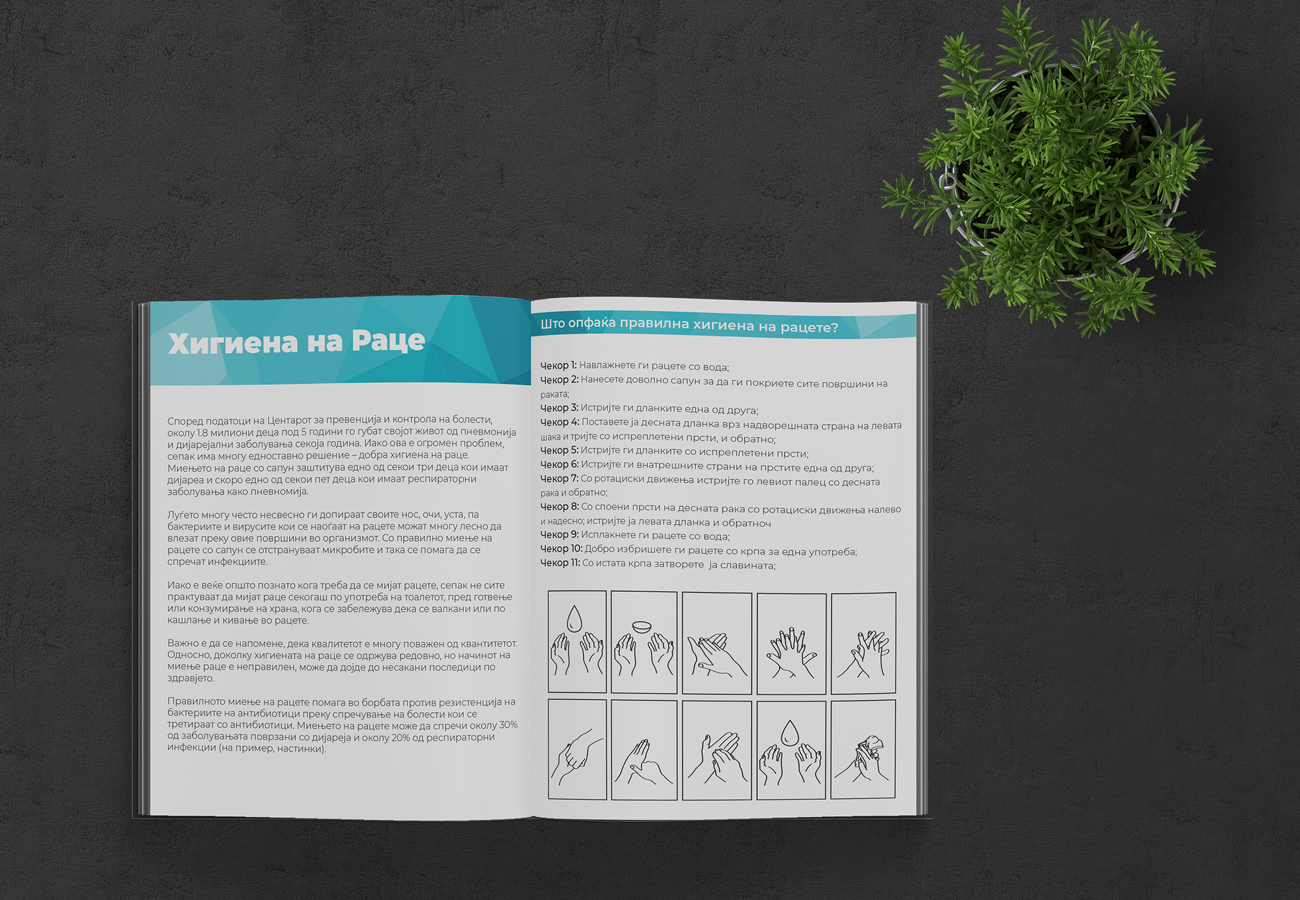 Хигиена на Раце
Според податоци на Центарот за превенција и контрола на болести,
околу 1.8 милиони деца под 5 години го губат својот живот од пневмонија
и дијарејални заболувања секоја година. Иако ова е огромен проблем,
сепак има многу едноставно решение – добра хигиена на раце.
Миењето на раце со сапун заштитува едно од секои три деца кои имаат
дијареа и скоро едно од секои пет деца кои имаат респираторни
заболувања како пневмонија.
Луѓето многу често несвесно ги допираат своите нос, очи, уста, па
бактериите и вирусите кои се наоѓаат на рацете можат многу лесно да
влезат преку овие површини во организмот. Со правилно миење на
рацете со сапун се отстрануваат микробите и така се помага да се
спречат инфекциите.
Иако е веќе општо познато кога треба да се мијат рацете, сепак не сите
практуваат да мијат раце секогаш по употреба на тоалетот, пред готвење
или конзумирање на храна, кога се забележува дека се валкани или по
кашлање и кивање во рацете.
Важно е да се напомене, дека квалитетот е многу поважен од квантитетот.
Односно, доколку хигиената на раце се одржува редовно, но начинот на
миење раце е неправилен, може да дојде до несакани последици по
здравјето.
Правилното миење на рацете помага во борбата против резистенција на
бактериите на антибиотици преку спречување на болести кои се
третираат со антибиотици. Миењето на рацете може да спречи околу 30%
од заболувањата поврзани со дијареја и околу 20% од респираторни
инфекции (на пример, настинки).
Што опфаќа правилна хигиена на рацете?
Чекор 1: Навлажнете ги рацете со вода;
Чекор 2: Нанесете доволно сапун за да ги покриете сите површини на
раката;
Чекор 3: Истријте ги дланките една од друга;
Чекор 4: Поставете ја десната дланка врз надворешната страна на левата
шака и тријте со испреплетени прсти, и обратно;
Чекор 5: Истријте ги дланките со испреплетени прсти;
Чекор 6: Истријте ги внатрешните страни на прстите една од друга;
Чекор 7: Со ротациски движења истријте го левиот палец со десната
рака и обратно;
Чекор 8: Со споени прсти на десната рака со ротациски движења налево
и надесно; истријте ја левата дланка и обратноч
Чекор 9: Исплакнете ги рацете со вода;
Чекор 10: Добро избришете ги рацете со крпа за една употреба;
Чекор 11: Со истата крпа затворете ја славината;